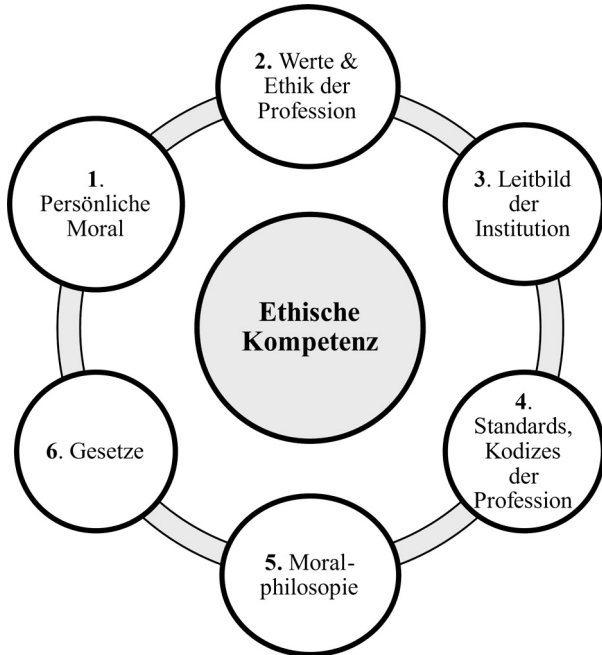 2. Werte &
Ethik der
Profession
1.
Persönliche
Moral
3. Leitbild
der
Institution
Ethische
Kompetenz
4.
Standards,
Kodizes
der
Profession
6. Gesetze
5. Moral-
philosopie